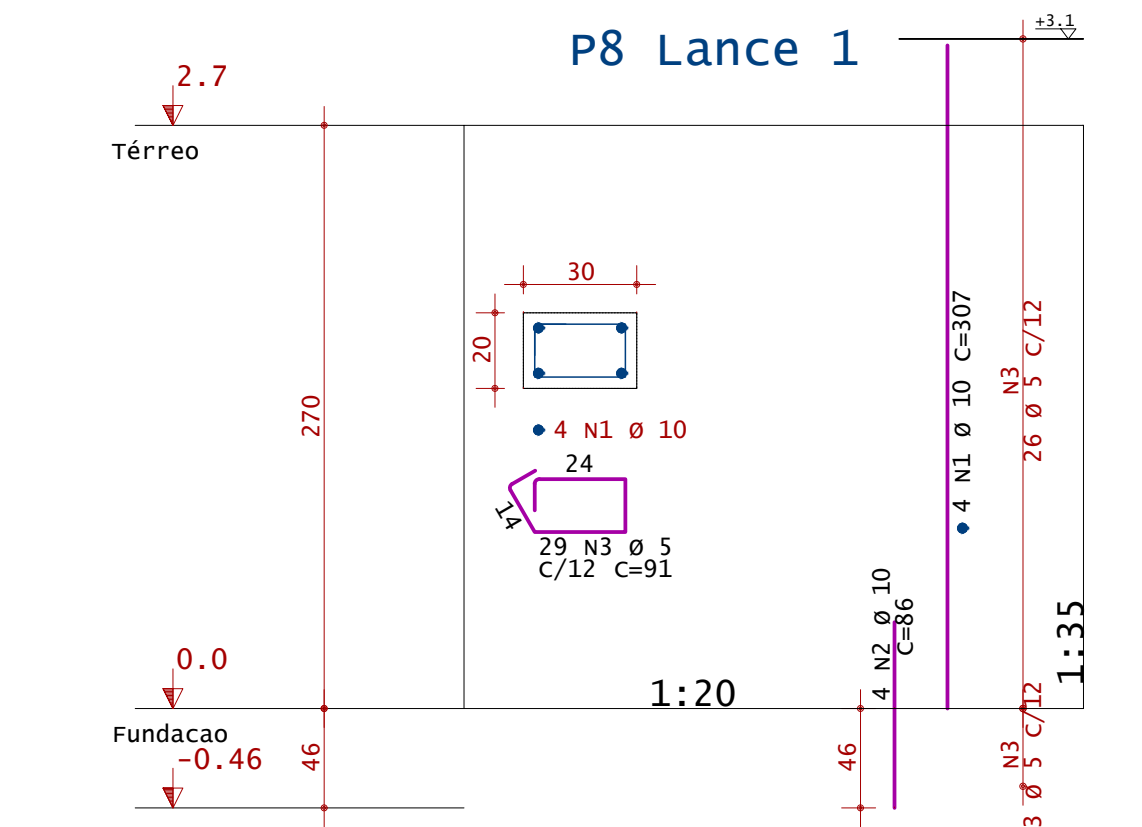 P8 Lance 1
+3.1
2.7
Térreo
30
20
270
4 N1 Ø 10
24
14
29 N3 Ø 5
C/12 C=91
4 N1 Ø 10 C=307
N3
26 Ø 5 C/12
4 N2 Ø 10
C=86
1:35
1:20
0.0
Fundacao
-0.46
46
46
N3
3 Ø 5 C/12